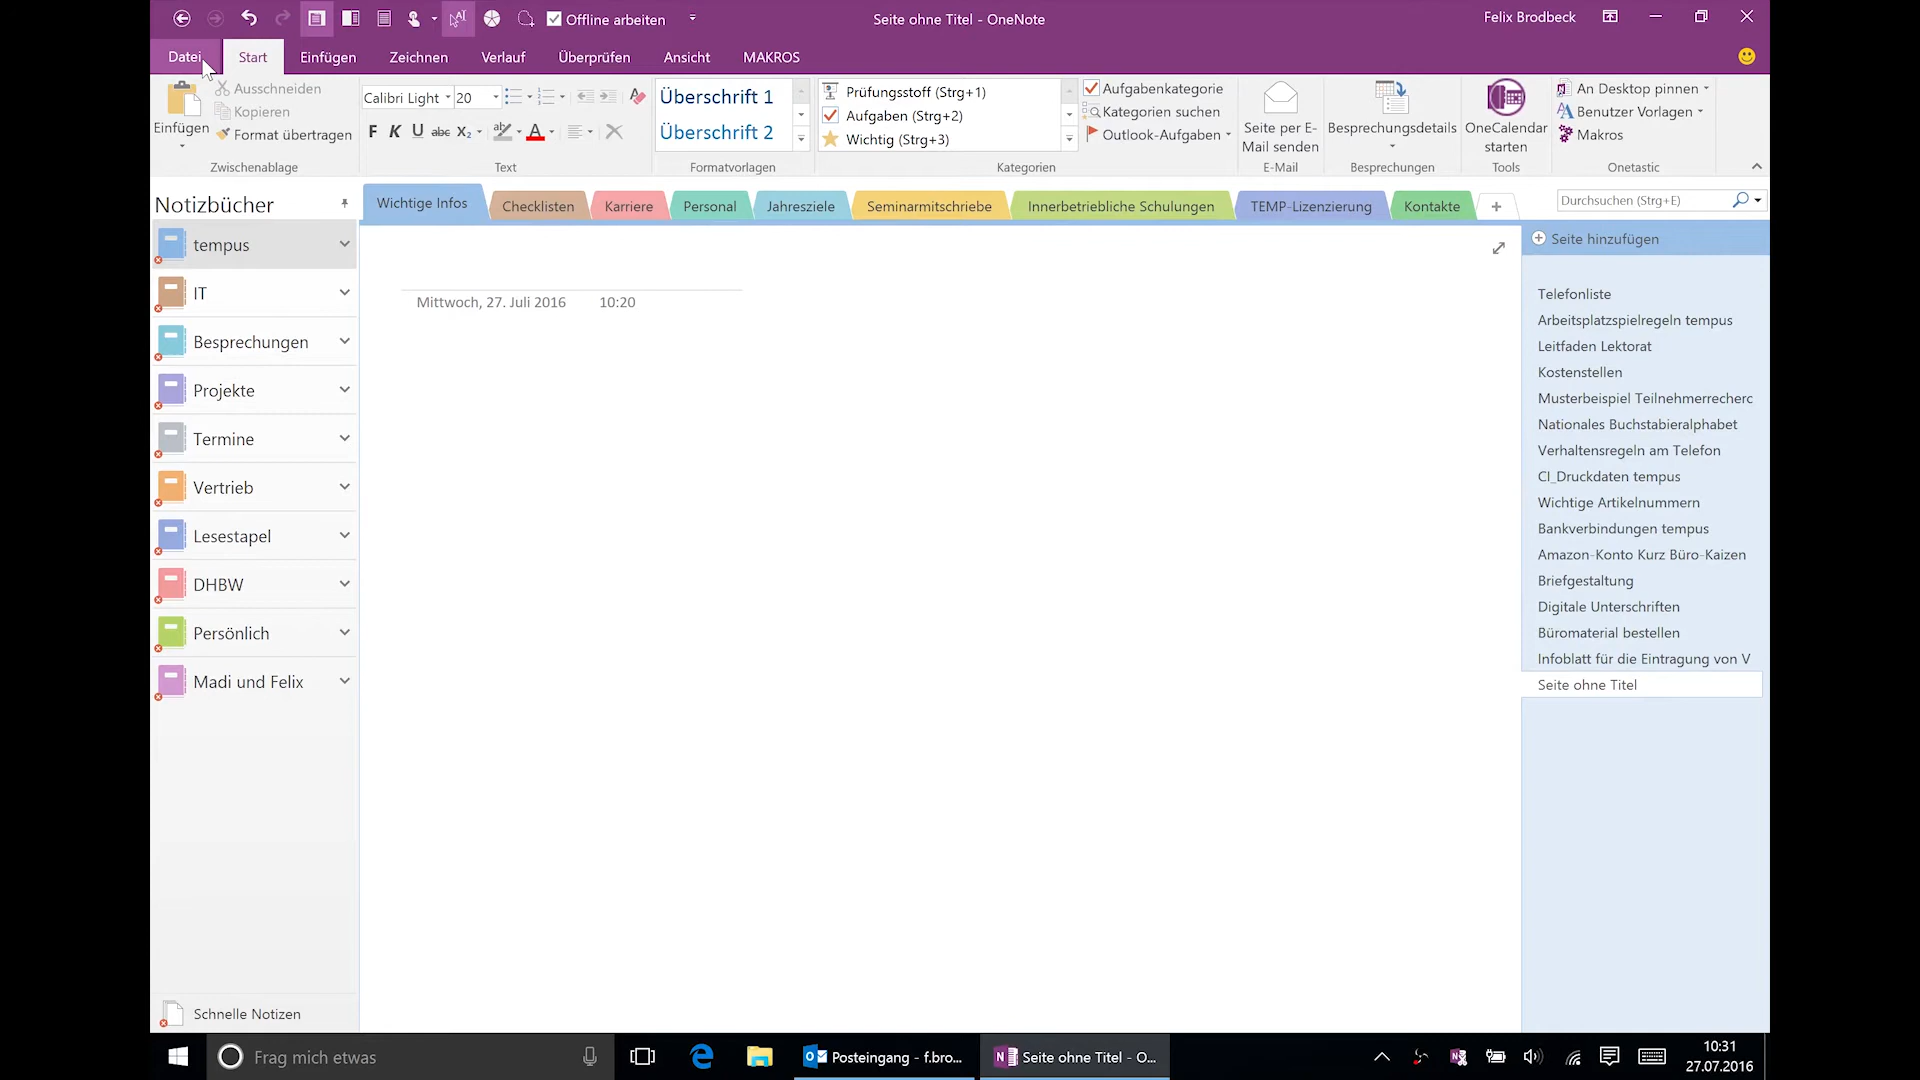 Offline arbeiten
Seite ohne Titel - OneNote
Felix Brodbeck
Datei
Start
Einfügen
Zeichnen
Verlauf
Überprüfen
Ansicht
MAKROS
Einfügen
Ausschneiden
Kopieren
Format übertragen
Zwischenablage
Calibri Light
20
F K U abc X₂
A
Text
Überschrift 1
Überschrift 2
Formatvorlagen
Prüfungsstoff (Strg+1)
Aufgaben (Strg+2)
Wichtig (Strg+3)
Aufgabenkategorie
Kategorien suchen
Outlook-Aufgaben
Kategorien
Seite per E-
Mail senden
E-Mail
Besprechungsdetails
Besprechungen
OneCalendar
starten
Tools
An Desktop pinnen
Benutzer Vorlagen
Makros
Onetastic
Notizbücher
tempus
IT
Besprechungen
Projekte
Termine
Vertrieb
Lesestapel
DHBW
Persönlich
Madi und Felix
Schnelle Notizen
Wichtige Infos
Checklisten
Karriere
Personal
Jahresziele
Seminarmitschriebe
Innerbetriebliche Schulungen
TEMP-Lizenzierung
Kontakte
Durchsuchen (Strg+E)
Mittwoch, 27. Juli 2016 10:20
Seite hinzufügen
Telefonliste
Arbeitsplatzspielregeln tempus
Leitfaden Lektorat
Kostenstellen
Musterbeispiel Teilnehmerrecherc
Nationales Buchstabieralphabet
Verhaltensregeln am Telefon
CI_Druckdaten tempus
Wichtige Artikelnummern
Bankverbindungen tempus
Amazon-Konto Kurz Büro-Kaizen
Briefgestaltung
Digitale Unterschriften
Büromaterial bestellen
Infoblatt für die Eintragung von V
Seite ohne Titel
Frag mich etwas
Posteingang - f.bro...
Seite ohne Titel - O...
10:31
27.07.2016